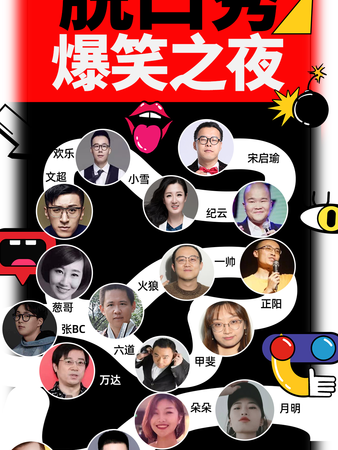 脱口秀
爆笑之夜
欢乐
宋启瑜
文超
小雪
纪云
一帅
火狼
正阳
葱哥
张BC
六道
甲斐
万达
朵朵
月明